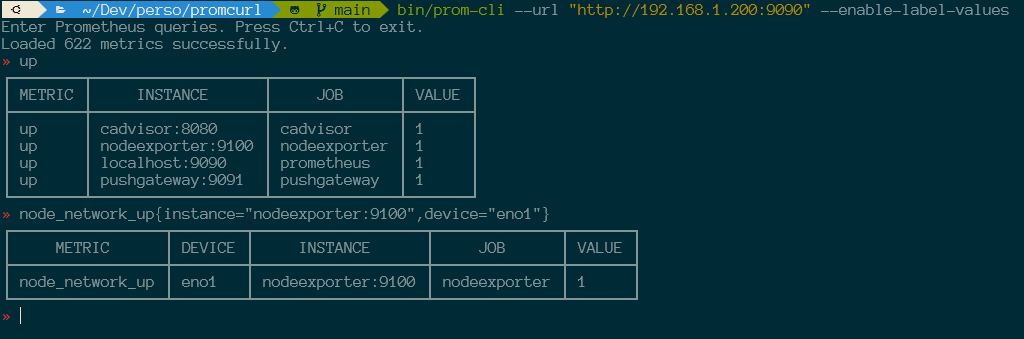 ~/Dev/perso/promcurl main bin/prom-cli --url "http://192.168.1.200:9090" --enable-label-values
Enter Prometheus queries. Press Ctrl+C to exit.
Loaded 622 metrics successfully.
» up
METRIC INSTANCE JOB VALUE
up cadvisor:8080 cadvisor 1
up nodeexporter:9100 nodeexporter 1
up localhost:9090 prometheus 1
up pushgateway:9091 pushgateway 1
» node_network_up{instance="nodeexporter:9100",device="eno1"}
METRIC DEVICE INSTANCE JOB VALUE
node_network_up eno1 nodeexporter:9100 nodeexporter 1
»